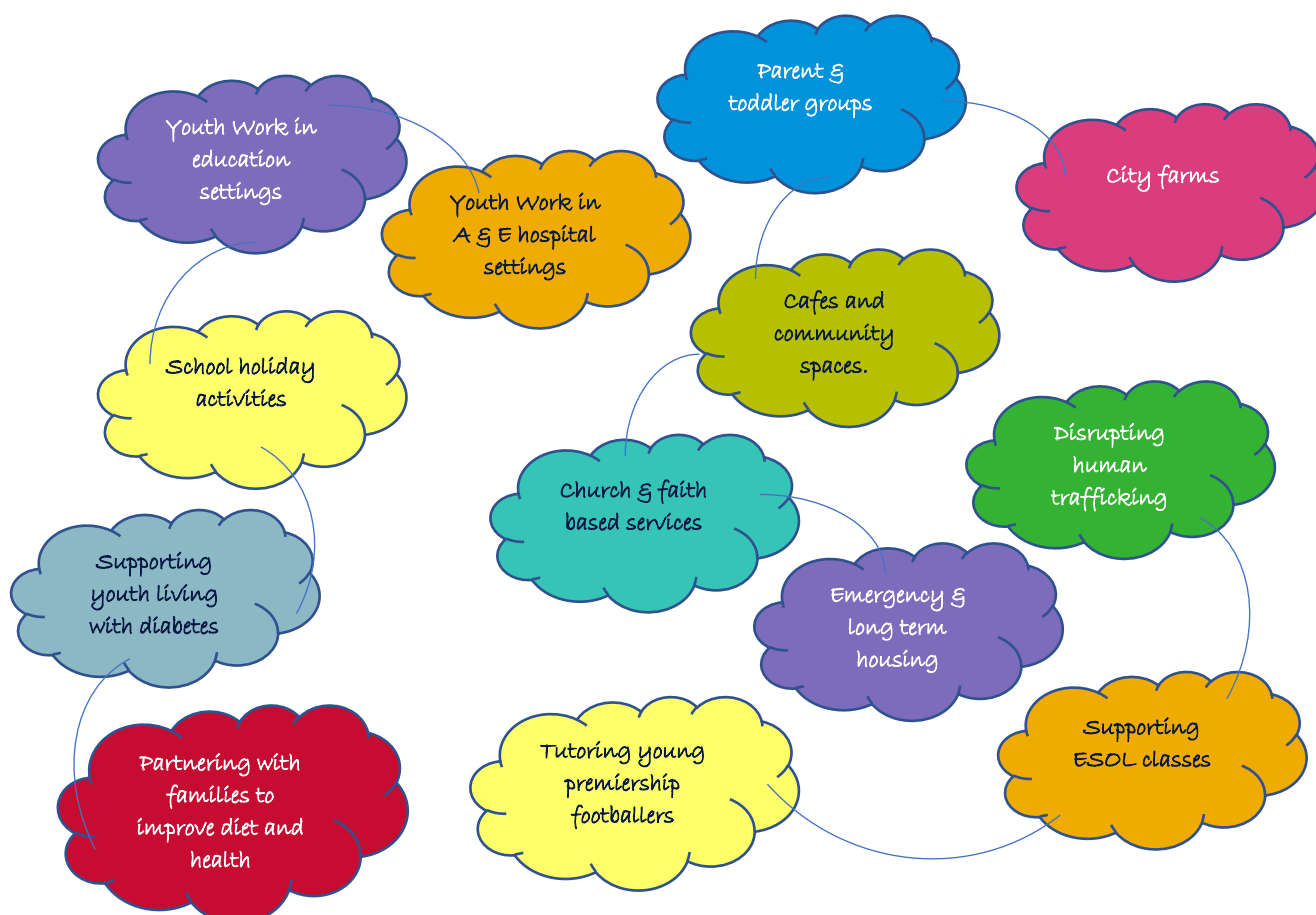 Parent &
toddler groups
Youth Work in
education
settings
City farms
Youth Work in
A & E hospital
settings
Cafes and
community
spaces.
School holiday
activities
Disrupting
human
trafficking
Church & faith
based services
Supporting
youth living
with diabetes
Emergency &
long term
housing
Supporting
ESOL classes
Tutoring young
premiership
footballers
Partnering with
families to
improve diet and
health